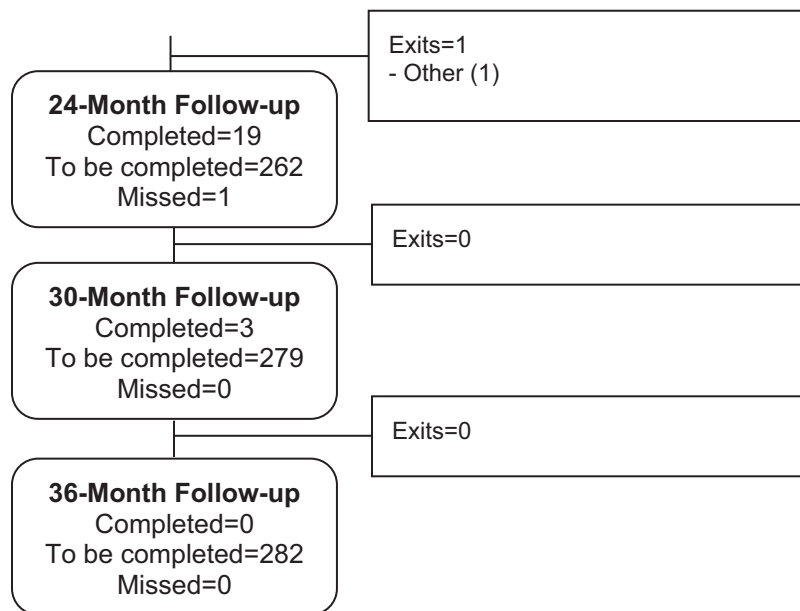 Exits=1
- Other (1)
24-Month Follow-up
Completed=19
To be completed=262
Missed=1
Exits=0
30-Month Follow-up
Completed=3
To be completed=279
Missed=0
Exits=0
36-Month Follow-up
Completed=0
To be completed=282
Missed=0